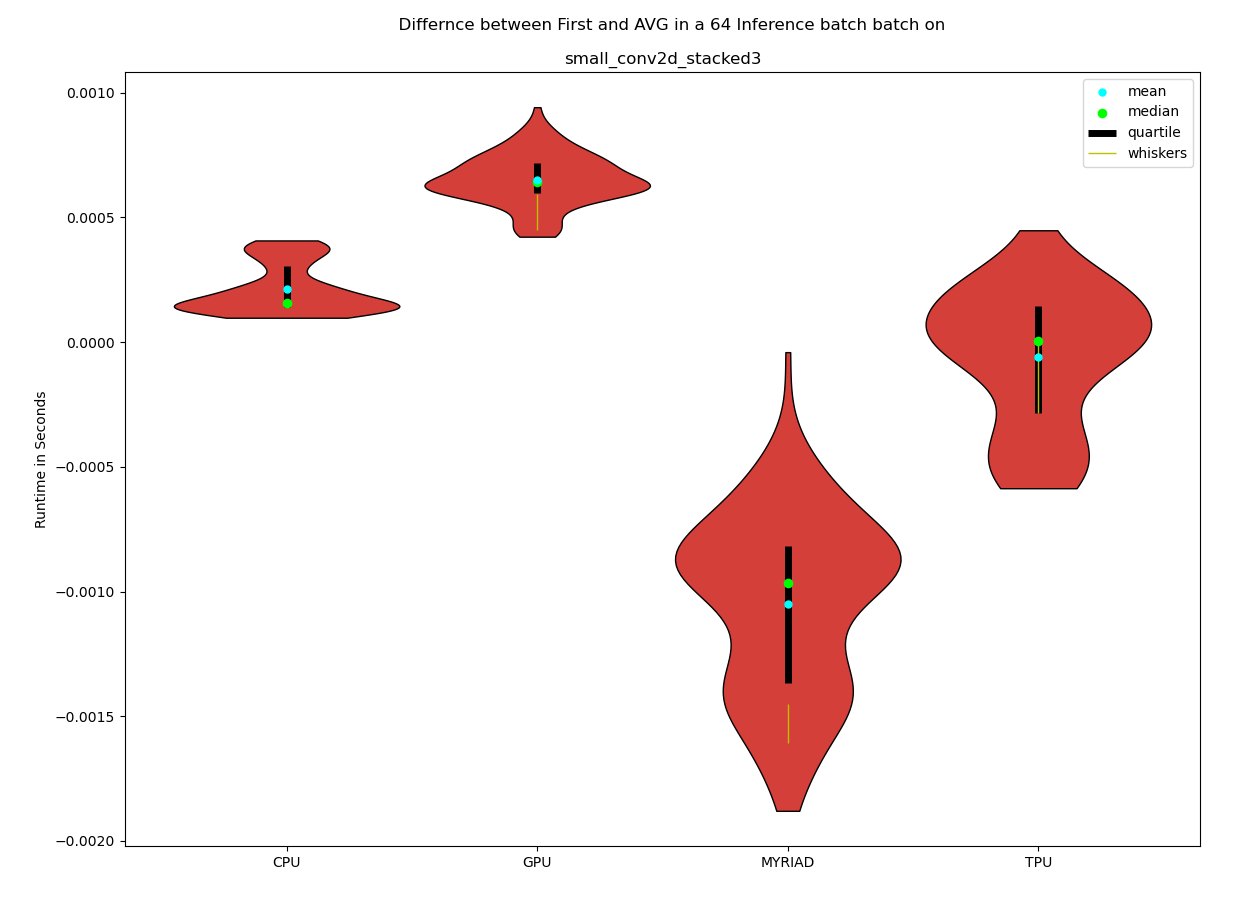 Differnce between First and AVG in a 64 Inference batch batch on
small_conv2d_stacked3
mean
median
quartile
whiskers
Runtime in Seconds
0.0010
0.0005
0.0000
−0.0005
−0.0010
−0.0015
−0.0020
CPU
GPU
MYRIAD
TPU